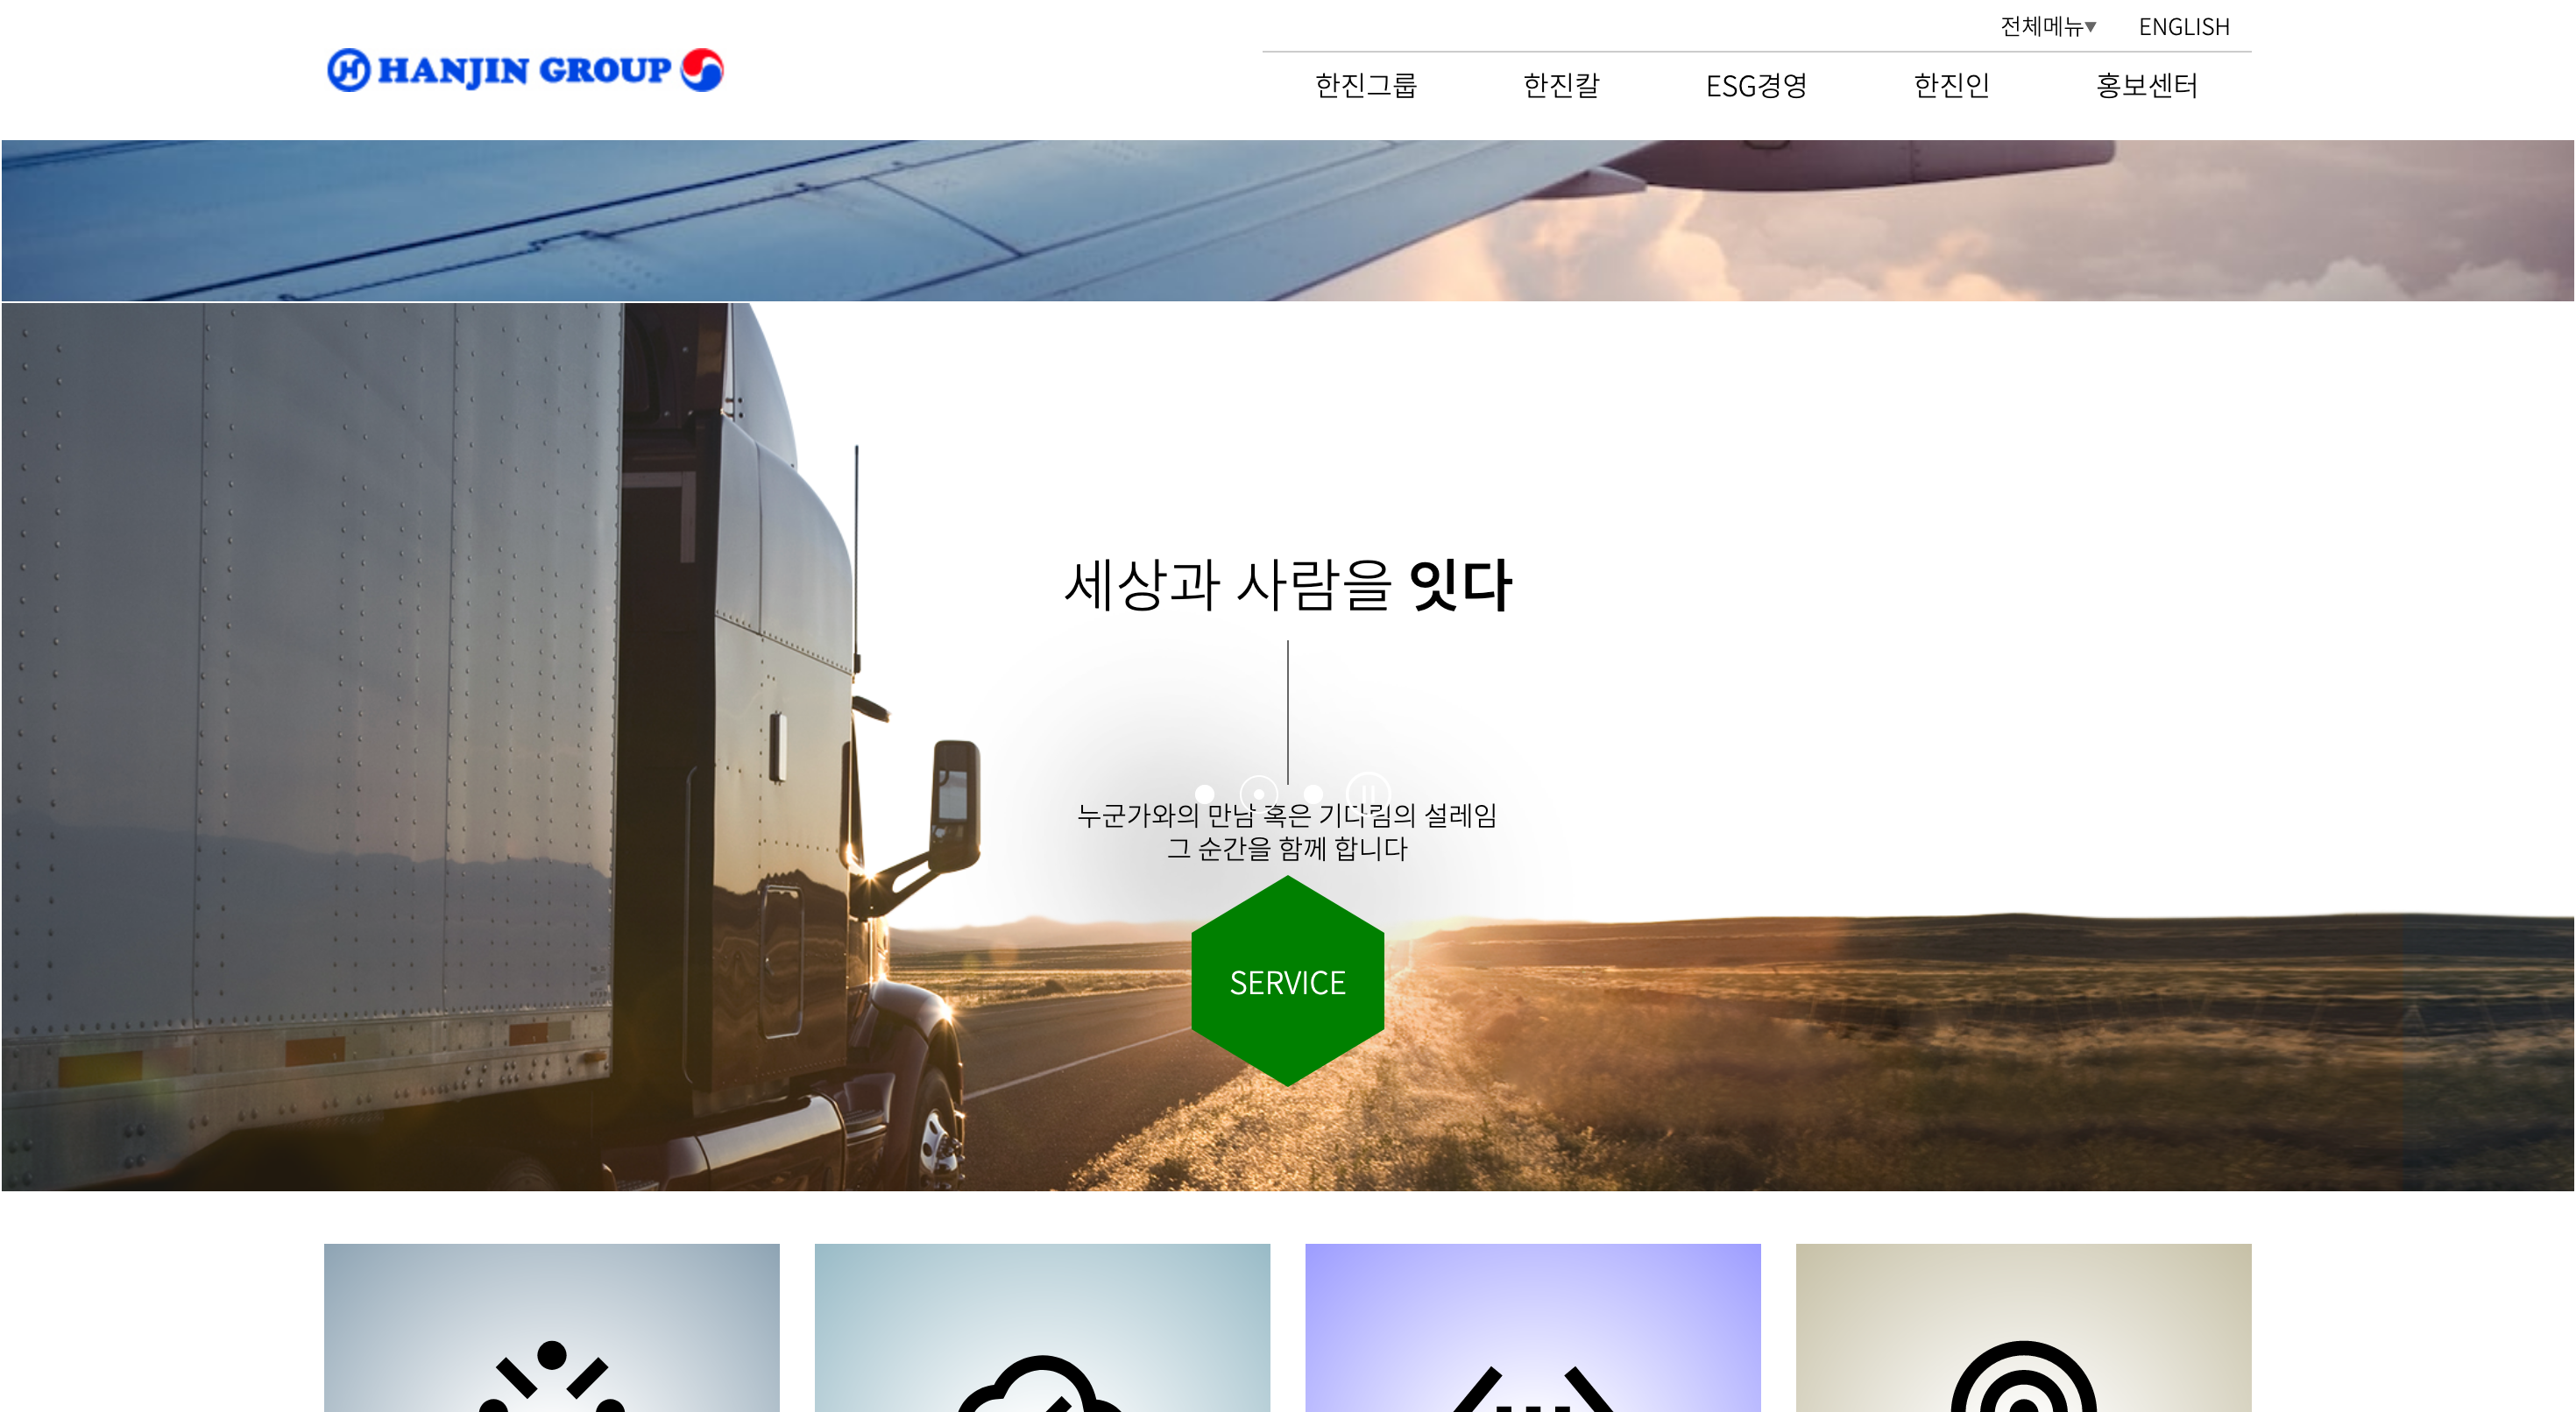 전체메뉴▼ ENGLISH
HANJIN GROUP
한진그룹 한진칼 ESG경영 한진인 홍보센터
세상과 사람을 잇다
누군가와의 만남 혹은 기다림의 설레임
그 순간을 함께 합니다
SERVICE